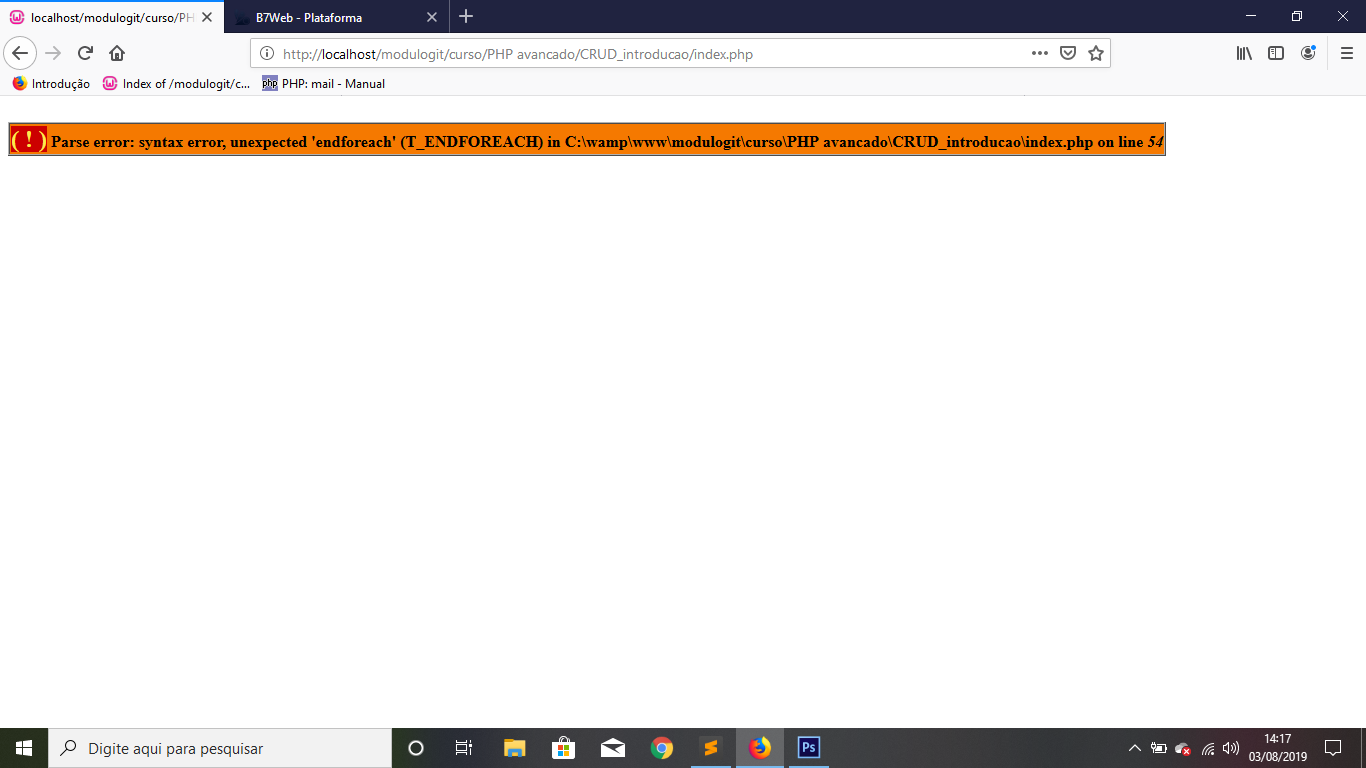 localhost/modulogit/curso/PH
B7Web - Plataforma
http://localhost/modulogit/curso/PHP avancado/CRUD_introducao/index.php
Introdução
Index of /modulogit/c...
php
PHP: mail - Manual
( ! ) Parse error: syntax error, unexpected 'endforeach' (T_ENDFOREACH) in C:\wamp\www\modulogit\curso\PHP avancado\CRUD_introducao\index.php on line 54
Digite aqui para pesquisar
Ps
14:17
03/08/2019